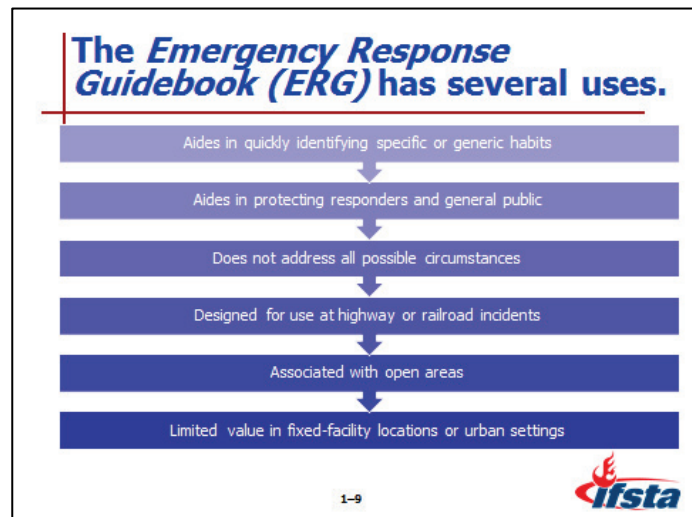 The Emergency Response
Guidebook (ERG) has several uses.
Aides in quickly identifying specific or generic habits
Aides in protecting responders and general public
Does not address all possible circumstances
Designed for use at highway or railroad incidents
Associated with open areas
Limited value in fixed-facility locations or urban settings
1–9
ifsta